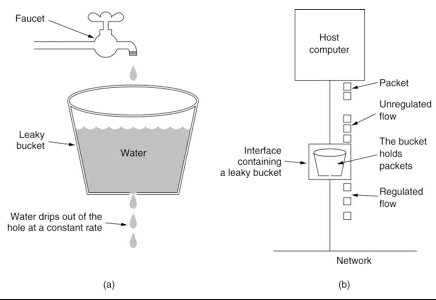 Faucet
Leaky
bucket
Water
Water drips out of the
hole at a constant rate
(a)
Host
computer
Packet
Unregulated
flow
Interface
containing
a leaky bucket
The bucket
holds
packets
Regulated
flow
Network
(b)